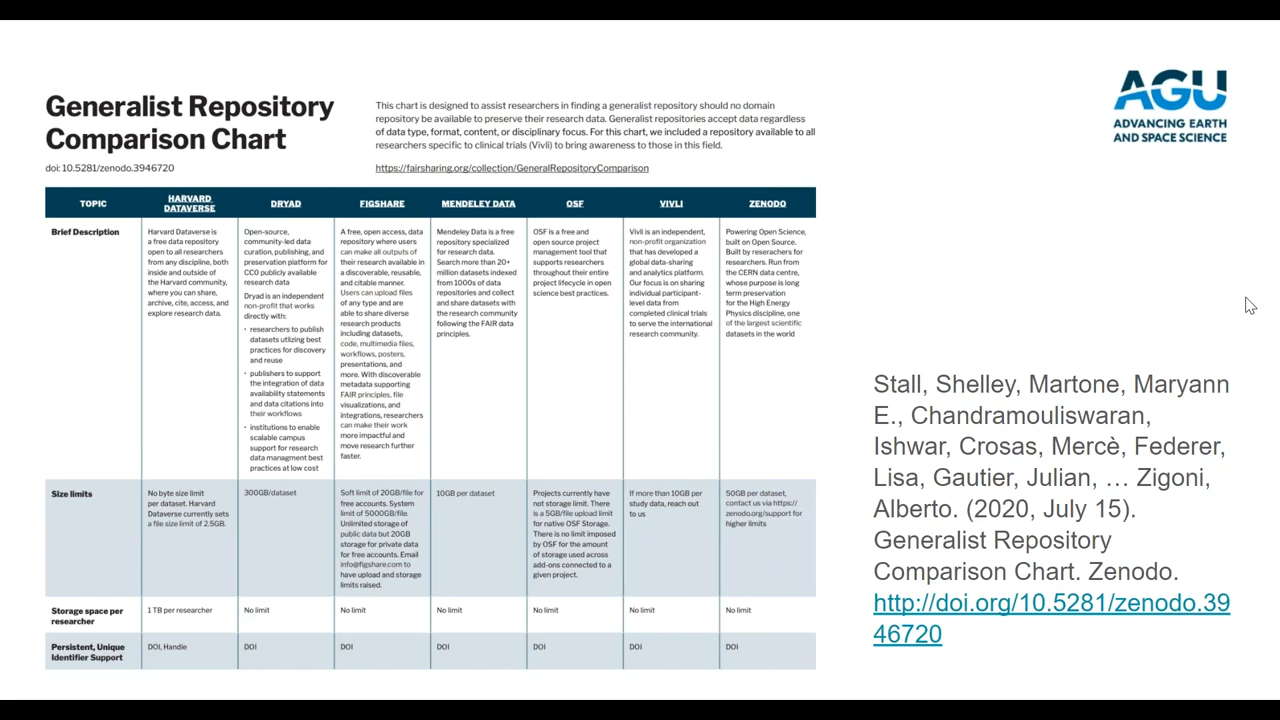 Generalist Repository
Comparison Chart
doi: 10.5281/zenodo.3946720
This chart is designed to assist researchers in finding a generalist repository should no domain
repository be available to preserve their research data. Generalist repositories accept data regardless
of data type, format, content, or disciplinary focus. For this chart, we included a repository available to all
researchers specific to clinical trials (Vivli) to bring awareness to those in this field.
https://fairsharing.org/collection/GeneralRepositoryComparison
AGU
ADVANCING EARTH
AND SPACE SCIENCE
TOPIC
HARVARD
DATAVERSE
DRYAD
FIGSHARE
MENDELEY DATA
OSF
VIVLI
ZENODO
Brief Description
Harvard Dataverse is
a free data repository
open to all researchers
from any discipline, both
inside and outside of
the Harvard community,
where you can share,
archive, cite, access, and
explore research data.
Open-source,
community-led data
curation, publishing, and
preservation platform for
CC0 publicly available
research data
Dryad is an independent
non-profit that works
directly with:
• researchers to publish
datasets utlizing best
practices for discovery
and reuse
• publishers to support
the integration of data
availability statements
and data citations into
their workflows
• institutions to enable
scalable campus
support for research
data managment best
practices at low cost
A free, open access, data
repository where users
can make all outputs of
their research available in
a discoverable, reusable,
and citable manner.
Users can upload files
of any type and are
able to share diverse
research products
including datasets,
code, multimedia files,
workflows, posters,
presentations, and
more. With discoverable
metadata supporting
FAIR principles, file
visualizations, and
integrations, researchers
can make their work
more impactful and
move research further
faster.
Mendeley Data is a free
repository specialized
for research data.
Search more than 20+
million datasets indexed
from 1000s of data
repositories and collect
and share datasets with
the research community
following the FAIR data
principles.
OSF is a free and
open source project
management tool that
supports researchers
throughout their entire
project lifecycle in open
science best practices.
Vivli is an independent,
non-profit organization
that has developed a
global data-sharing
and analytics platform.
Our focus is on sharing
individual participant-
level data from
completed clinical trials
to serve the international
research community.
Powering Open Science,
built on Open Source.
Built by reserachers for
researchers. Run from
the CERN data centre,
whose purpose is long
term preservation
for the High Energy
Physics discipline, one
of the largest scientific
datasets in the world
Size limits
No byte size limit
per dataset. Harvard
Dataverse currently sets
a file size limit of 2.5GB.
300GB/dataset
Soft limit of 20GB/file for
free accounts. System
limit of 5000GB/file.
Unlimited storage of
public data but 20GB
storage for private data
for free accounts. Email
info@figshare.com to
have upload and storage
limits raised.
10GB per dataset
Projects currently have
not storage limit. There
is a 5GB/file upload limit
for native OSF Storage.
There is no limit imposed
by OSF for the amount
of storage used across
add-ons connected to a
given project.
If more than 10GB per
study data, reach out
to us
50GB per dataset,
contact us via https://
zenodo.org/support for
higher limits
Storage space per
researcher
1 TB per researcher
No limit
No limit
No limit
No limit
No limit
No limit
Persistent, Unique
Identifier Support
DOI, Handle
DOI
DOI
DOI
DOI
DOI
DOI
Stall, Shelley, Martone, Maryann
E., Chandramouliswaran,
Ishwar, Crosas, Mercè, Federer,
Lisa, Gautier, Julian, … Zigoni,
Alberto. (2020, July 15).
Generalist Repository
Comparison Chart. Zenodo.
http://doi.org/10.5281/zenodo.39
46720